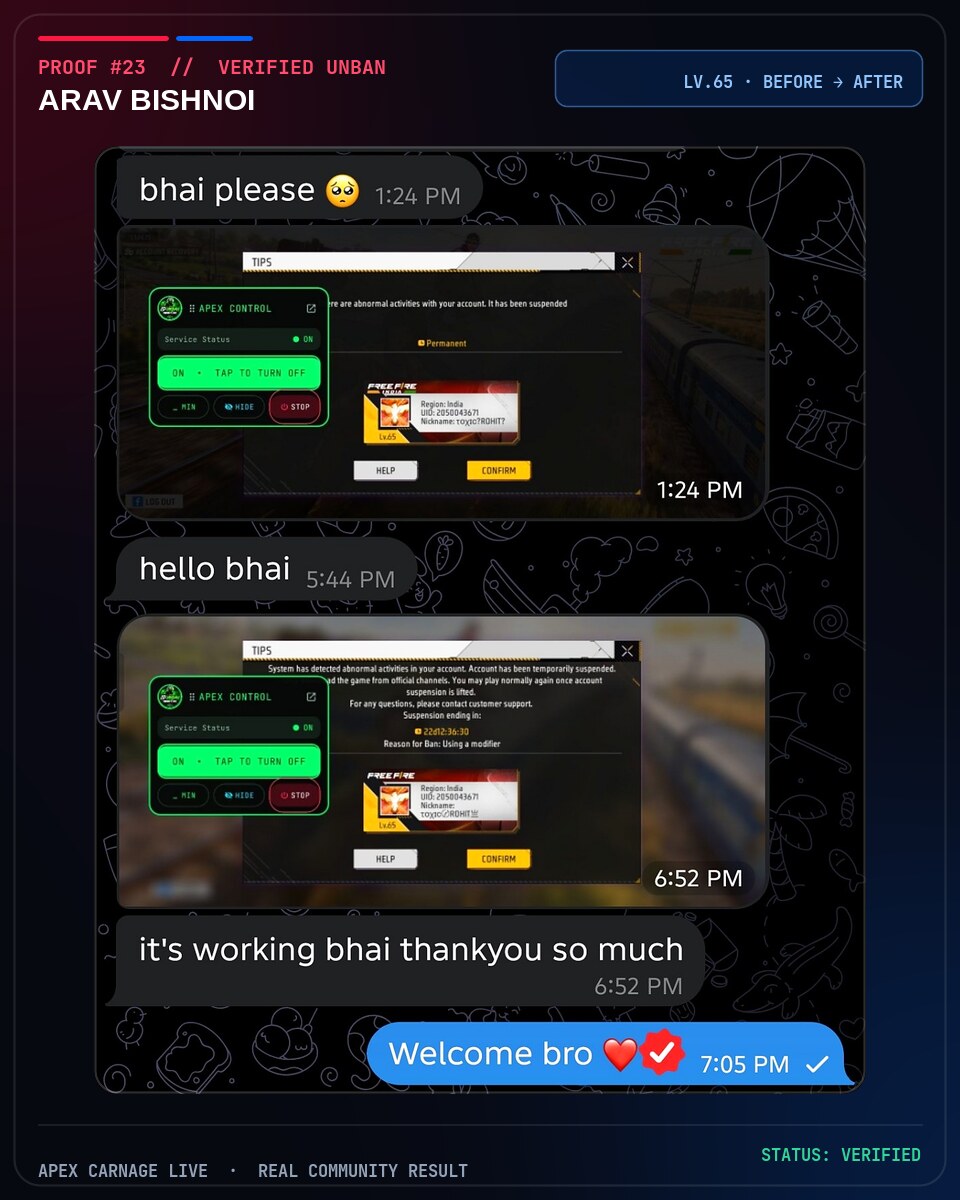 PROOF #23 // VERIFIED UNBAN
ARAV BISHNOI
LV.65 · BEFORE → AFTER
bhai please 🥺 1:24 PM
TIPS
APEX CONTROL
ere are abnormal activities with your account. It has been suspended
Service Status ON
Permanent
ON · TAP TO TURN OFF
_ MIN HIDE STOP
FREE FIRE
INDIA
Region: India
UID: 2050043671
Nickname: τοχιο?ROHIT?
Lv.65
HELP CONFIRM
LOG OUT
1:24 PM
hello bhai 5:44 PM
TIPS
System has detected abnormal activities in your account. Account has been temporarily suspended.
ad the game from official channels. You may play normally again once account
suspension is lifted.
For any questions, please contact customer support.
Suspension ending in:
22d12:36:30
Reason for Ban: Using a modifier
APEX CONTROL
Service Status ON
ON · TAP TO TURN OFF
_ MIN HIDE STOP
FREE FIRE
Region: India
UID: 2050043671
Nickname:
Lv.65
HELP CONFIRM
6:52 PM
it's working bhai thankyou so much
6:52 PM
Welcome bro ❤️ 7:05 PM
STATUS: VERIFIED
APEX CARNAGE LIVE · REAL COMMUNITY RESULT